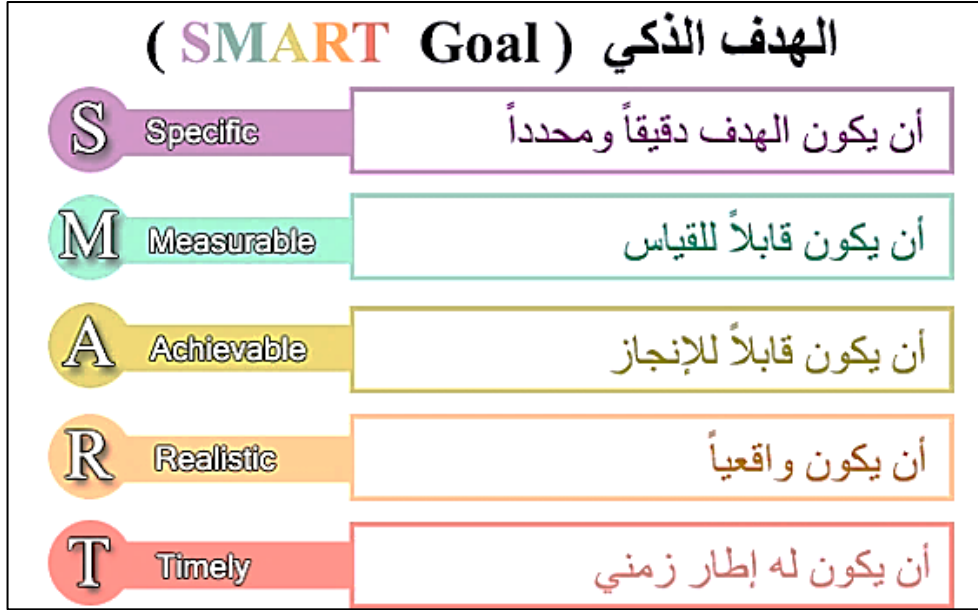 الهدف الذكي ( SMART Goal )
S Specific أن يكون الهدف دقيقاً ومحدداً
M Measurable أن يكون قابلاً للقياس
A Achievable أن يكون قابلاً للإنجاز
R Realistic أن يكون واقعياً
T Timely أن يكون له إطار زمني